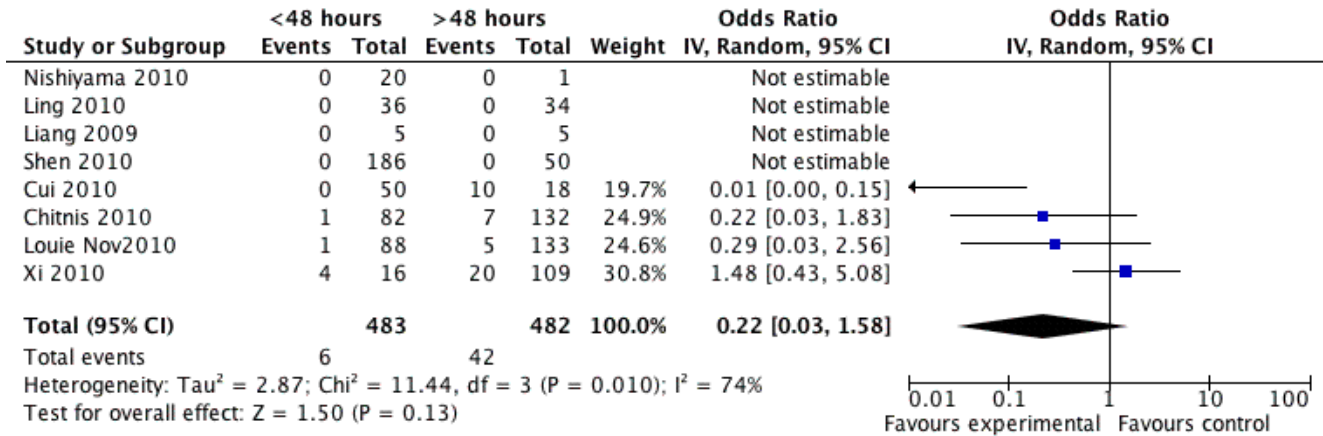 <48 hours >48 hours Odds Ratio Odds Ratio
Study or Subgroup Events Total Events Total Weight IV, Random, 95% CI IV, Random, 95% CI
Nishiyama 2010 0 20 0 1 Not estimable
Ling 2010 0 36 0 34 Not estimable
Liang 2009 0 5 0 5 Not estimable
Shen 2010 0 186 0 50 Not estimable
Cui 2010 0 50 10 18 19.7% 0.01 [0.00, 0.15]
Chitnis 2010 1 82 7 132 24.9% 0.22 [0.03, 1.83]
Louie Nov2010 1 88 5 133 24.6% 0.29 [0.03, 2.56]
Xi 2010 4 16 20 109 30.8% 1.48 [0.43, 5.08]
Total (95% CI) 483 482 100.0% 0.22 [0.03, 1.58]
Total events 6 42
Heterogeneity: Tau² = 2.87; Chi² = 11.44, df = 3 (P = 0.010); I² = 74%
Test for overall effect: Z = 1.50 (P = 0.13)
0.01 0.1 1 10 100
Favours experimental Favours control